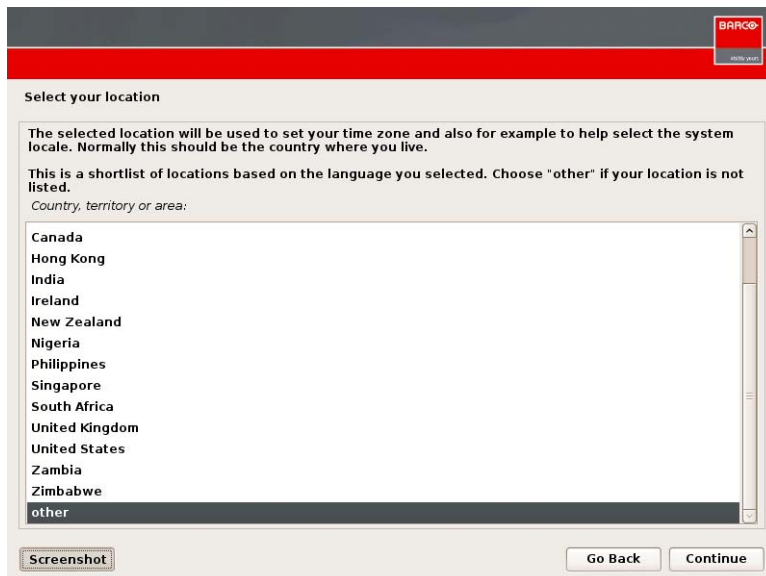 BARCO
Select your location
The selected location will be used to set your time zone and also for example to help select the system
locale. Normally this should be the country where you live.
This is a shortlist of locations based on the language you selected. Choose "other" if your location is not
listed.
Country, territory or area:
Canada
Hong Kong
India
Ireland
New Zealand
Nigeria
Philippines
Singapore
South Africa
United Kingdom
United States
Zambia
Zimbabwe
other
Screenshot
Go Back
Continue